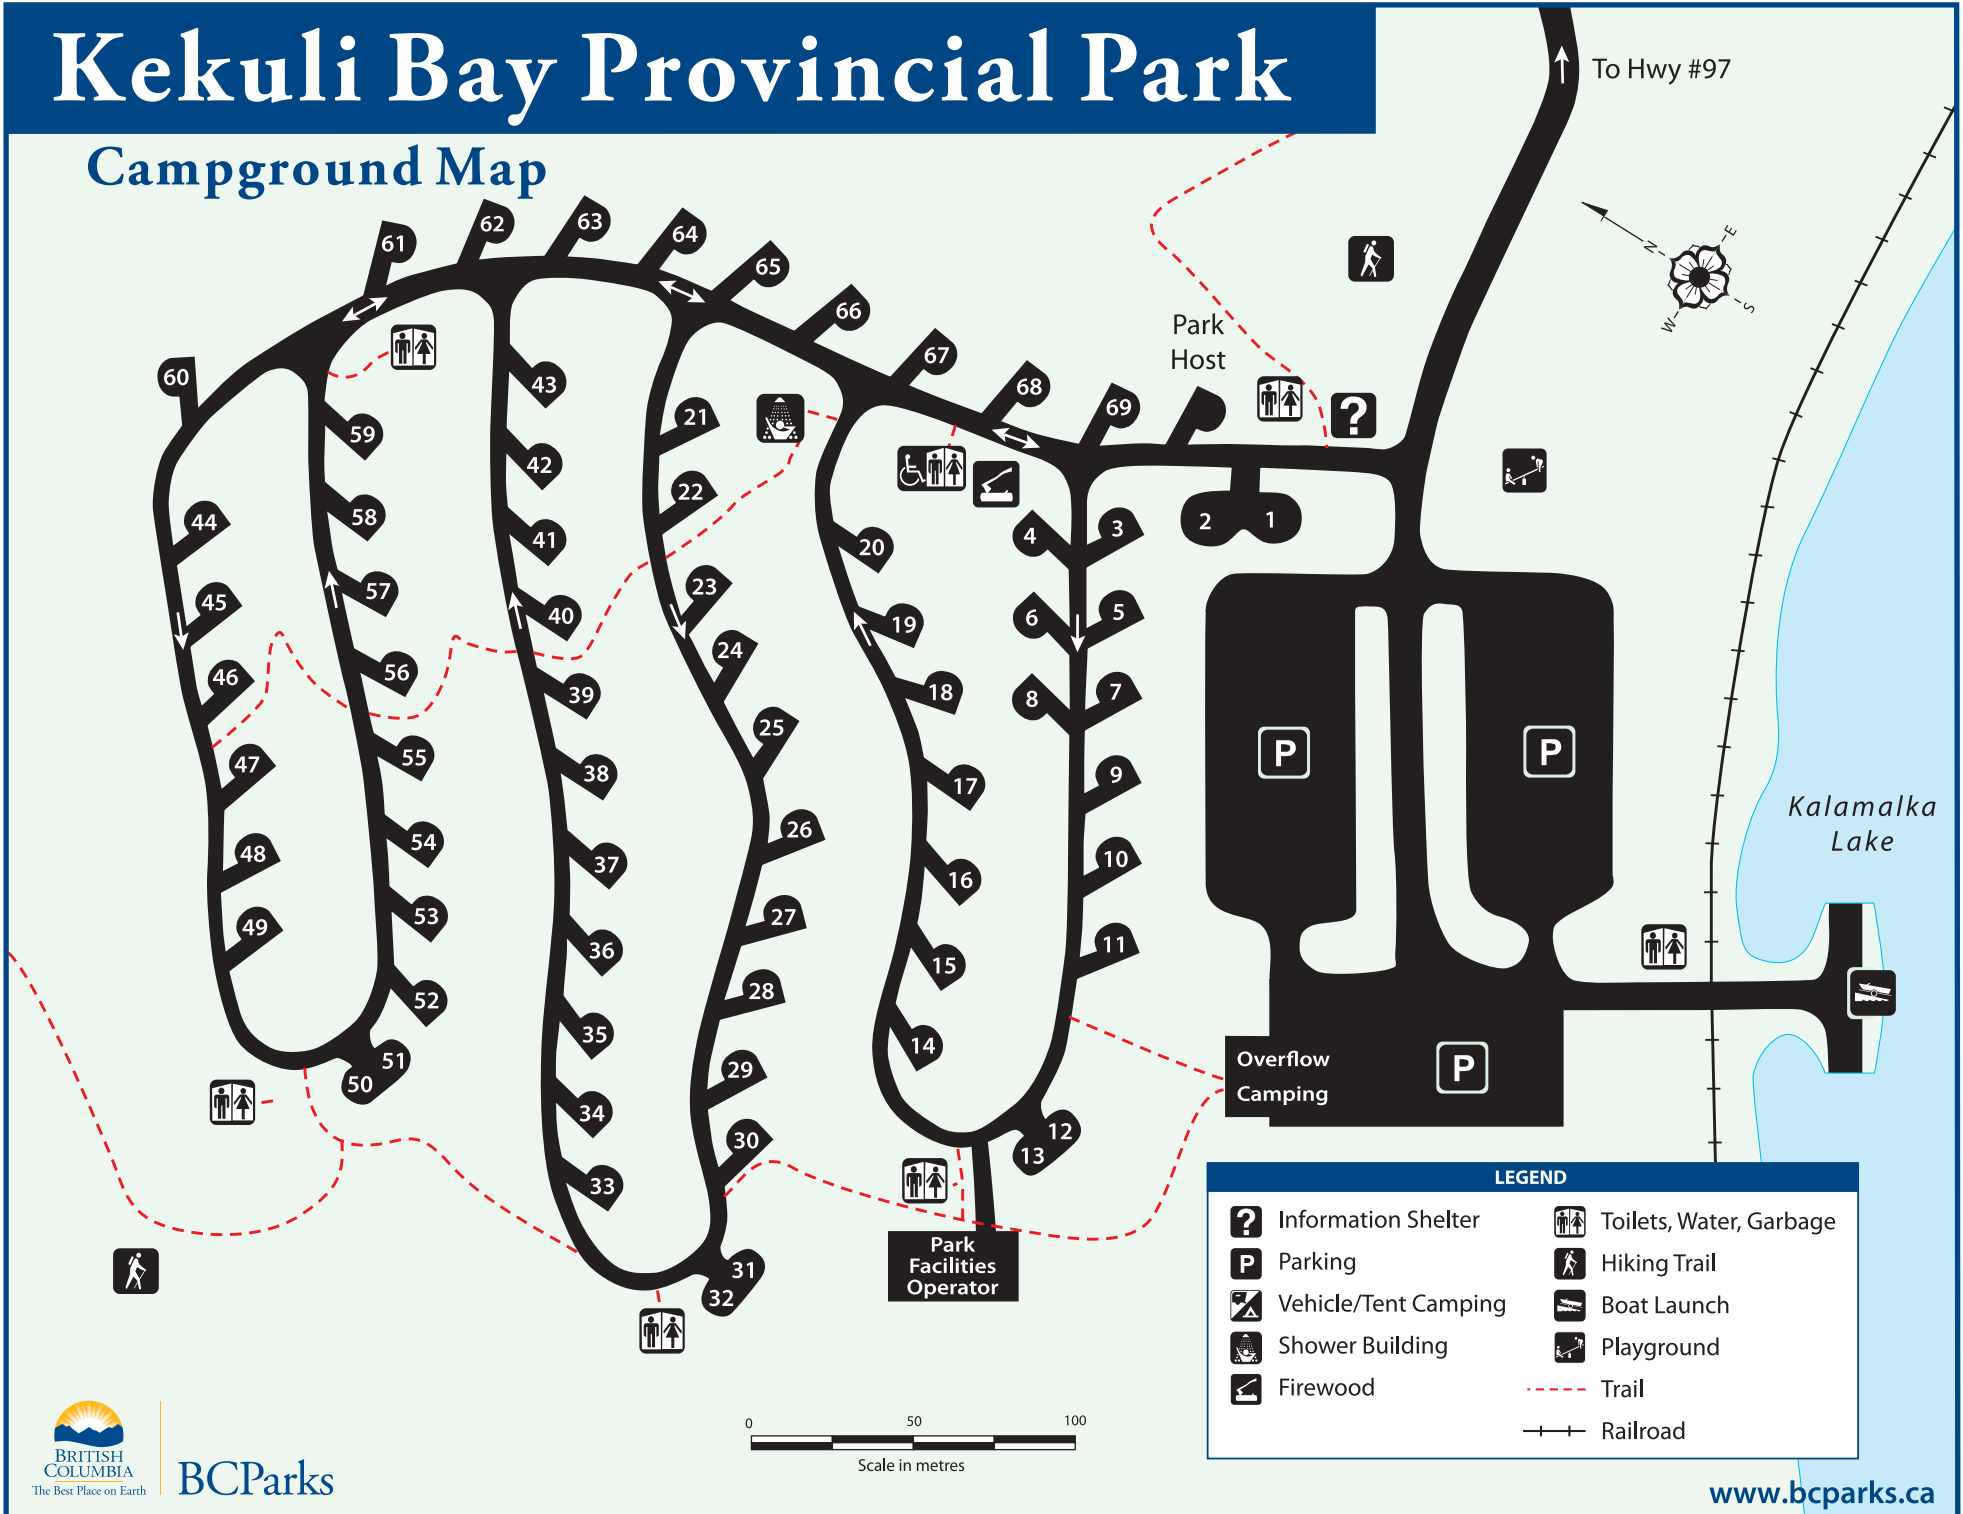 Kekuli Bay Provincial Park
Campground Map
To Hwy #97
N
E
S
W
Park
Host
?
61
62
63
64
65
66
67
68
69
60
59
58
57
56
55
54
53
52
51
50
44
45
46
47
48
49
43
42
41
40
39
38
37
36
35
34
33
21
22
23
24
25
26
27
28
29
30
31
32
20
19
18
17
16
15
14
4
3
6
5
8
7
9
10
11
12
13
2
1
P
P
P
Kalamalka
Lake
Overflow
Camping
Park
Facilities
Operator
LEGEND
? Information Shelter
P Parking
Vehicle/Tent Camping
Shower Building
Firewood
Toilets, Water, Garbage
Hiking Trail
Boat Launch
Playground
Trail
Railroad
0 50 100
Scale in metres
BRITISH
COLUMBIA
The Best Place on Earth
BCParks
www.bcparks.ca